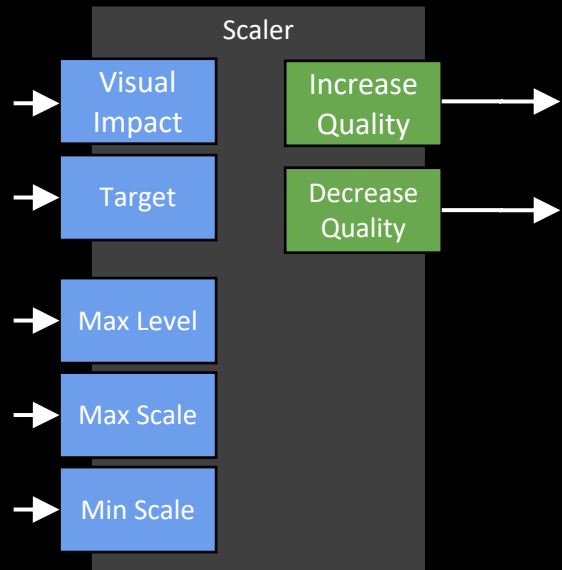 Scaler
Visual
Impact
Target
Max Level
Max Scale
Min Scale
Increase
Quality
Decrease
Quality